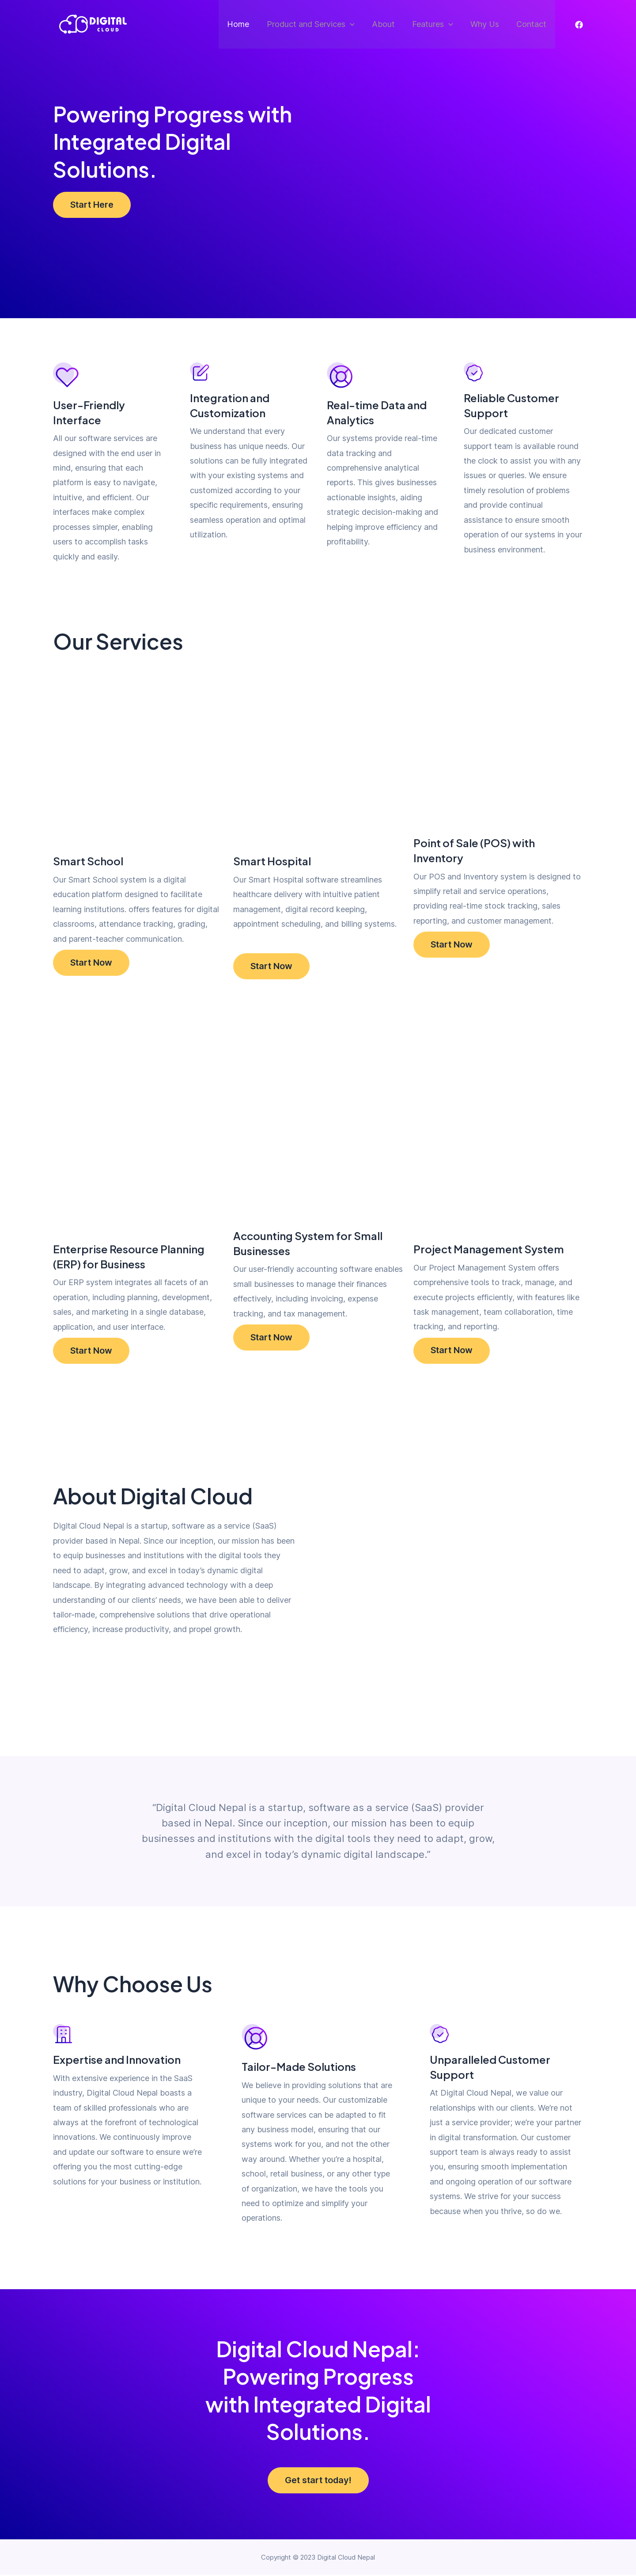 DIGITAL
CLOUD
Home
Product and Services
About
Features
Why Us
Contact
Powering Progress with
Integrated Digital
Solutions.
Start Here
User-Friendly
Interface
All our software services are
designed with the end user in
mind, ensuring that each
platform is easy to navigate,
intuitive, and efficient. Our
interfaces make complex
processes simpler, enabling
users to accomplish tasks
quickly and easily.
Integration and
Customization
We understand that every
business has unique needs. Our
solutions can be fully integrated
with your existing systems and
customized according to your
specific requirements, ensuring
seamless operation and optimal
utilization.
Real-time Data and
Analytics
Our systems provide real-time
data tracking and
comprehensive analytical
reports. This gives businesses
actionable insights, aiding
strategic decision-making and
helping improve efficiency and
profitability.
Reliable Customer
Support
Our dedicated customer
support team is available round
the clock to assist you with any
issues or queries. We ensure
timely resolution of problems
and provide continual
assistance to ensure smooth
operation of our systems in your
business environment.
Our Services
Smart School
Our Smart School system is a digital
education platform designed to facilitate
learning institutions. offers features for digital
classrooms, attendance tracking, grading,
and parent-teacher communication.
Start Now
Smart Hospital
Our Smart Hospital software streamlines
healthcare delivery with intuitive patient
management, digital record keeping,
appointment scheduling, and billing systems.
Start Now
Point of Sale (POS) with
Inventory
Our POS and Inventory system is designed to
simplify retail and service operations,
providing real-time stock tracking, sales
reporting, and customer management.
Start Now
Enterprise Resource Planning
(ERP) for Business
Our ERP system integrates all facets of an
operation, including planning, development,
sales, and marketing in a single database,
application, and user interface.
Start Now
Accounting System for Small
Businesses
Our user-friendly accounting software enables
small businesses to manage their finances
effectively, including invoicing, expense
tracking, and tax management.
Start Now
Project Management System
Our Project Management System offers
comprehensive tools to track, manage, and
execute projects efficiently, with features like
task management, team collaboration, time
tracking, and reporting.
Start Now
About Digital Cloud
Digital Cloud Nepal is a startup, software as a service (SaaS)
provider based in Nepal. Since our inception, our mission has been
to equip businesses and institutions with the digital tools they
need to adapt, grow, and excel in today's dynamic digital
landscape. By integrating advanced technology with a deep
understanding of our clients' needs, we have been able to deliver
tailor-made, comprehensive solutions that drive operational
efficiency, increase productivity, and propel growth.
"Digital Cloud Nepal is a startup, software as a service (SaaS) provider
based in Nepal. Since our inception, our mission has been to equip
businesses and institutions with the digital tools they need to adapt, grow,
and excel in today's dynamic digital landscape."
Why Choose Us
Expertise and Innovation
With extensive experience in the SaaS
industry, Digital Cloud Nepal boasts a
team of skilled professionals who are
always at the forefront of technological
innovations. We continuously improve
and update our software to ensure we're
offering you the most cutting-edge
solutions for your business or institution.
Tailor-Made Solutions
We believe in providing solutions that are
unique to your needs. Our customizable
software services can be adapted to fit
any business model, ensuring that our
systems work for you, and not the other
way around. Whether you're a hospital,
school, retail business, or any other type
of organization, we have the tools you
need to optimize and simplify your
operations.
Unparalleled Customer
Support
At Digital Cloud Nepal, we value our
relationships with our clients. We're not
just a service provider; we're your partner
in digital transformation. Our customer
support team is always ready to assist
you, ensuring smooth implementation
and ongoing operation of our software
systems. We strive for your success
because when you thrive, so do we.
Digital Cloud Nepal:
Powering Progress
with Integrated Digital
Solutions.
Get start today!
Copyright © 2023 Digital Cloud Nepal